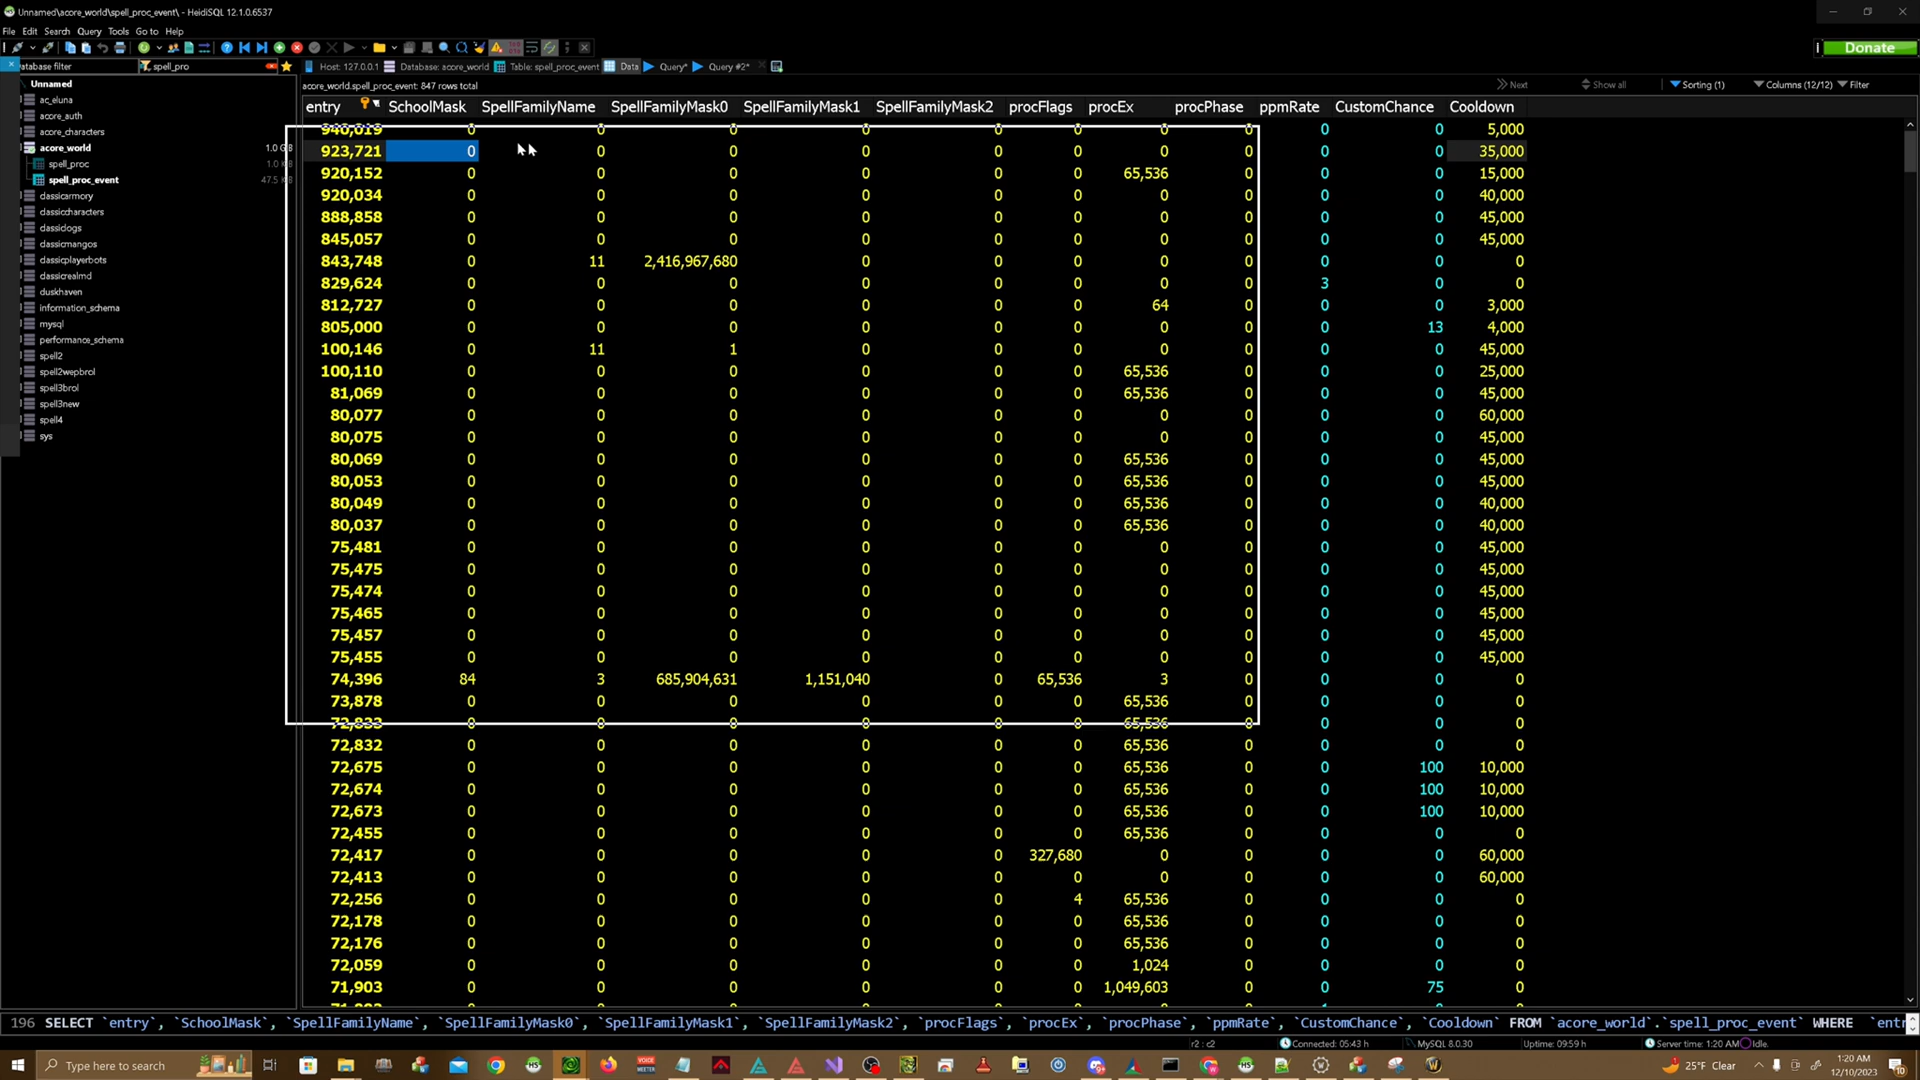 Unnamed\acore_world\spell_proc_event\ - HeidiSQL 12.1.0.6537
File Edit Search Query Tools Go to Help
Donate
atabase filter spell_pro Host: 127.0.0.1 Database: acore_world Table: spell_proc_event Data Query* Query #2*
Unnamed
ac_eluna
acore_auth
acore_characters
acore_world 1.0 G
spell_proc 1.0
spell_proc_event 47.5
classicarmory
classiccharacters
classicdogs
classicmangos
classicplayerbots
classicrealmd
duskhaven
information_schema
mysql
performance_schema
spell2
spell2wepbrol
spell3brol
spell3new
spell4
sys
acore_world.spell_proc_event: 847 rows total Next Show all Sorting (1) Columns (12/12) Filter
entry SchoolMask SpellFamilyName SpellFamilyMask0 SpellFamilyMask1 SpellFamilyMask2 procFlags procEx procPhase ppmRate CustomChance Cooldown
940,019 0 0 0 0 0 0 0 0 0 0 5,000
923,721 0 0 0 0 0 0 0 0 0 0 35,000
920,152 0 0 0 0 0 0 65,536 0 0 0 15,000
920,034 0 0 0 0 0 0 0 0 0 0 40,000
888,858 0 0 0 0 0 0 0 0 0 0 45,000
845,057 0 0 0 0 0 0 0 0 0 0 45,000
843,748 0 11 2,416,967,680 0 0 0 0 0 0 0 0
829,624 0 0 0 0 0 0 0 0 3 0 0
812,727 0 0 0 0 0 0 64 0 0 0 3,000
805,000 0 0 0 0 0 0 0 0 0 13 4,000
100,146 0 11 1 0 0 0 0 0 0 0 45,000
100,110 0 0 0 0 0 0 65,536 0 0 0 25,000
81,069 0 0 0 0 0 0 65,536 0 0 0 45,000
80,077 0 0 0 0 0 0 0 0 0 0 60,000
80,075 0 0 0 0 0 0 0 0 0 0 45,000
80,069 0 0 0 0 0 0 65,536 0 0 0 45,000
80,053 0 0 0 0 0 0 65,536 0 0 0 45,000
80,049 0 0 0 0 0 0 65,536 0 0 0 40,000
80,037 0 0 0 0 0 0 65,536 0 0 0 40,000
75,481 0 0 0 0 0 0 0 0 0 0 45,000
75,475 0 0 0 0 0 0 0 0 0 0 45,000
75,474 0 0 0 0 0 0 0 0 0 0 45,000
75,465 0 0 0 0 0 0 0 0 0 0 45,000
75,457 0 0 0 0 0 0 0 0 0 0 45,000
75,455 0 0 0 0 0 0 0 0 0 0 45,000
74,396 84 3 685,904,631 1,151,040 0 65,536 3 0 0 0 0
73,878 0 0 0 0 0 0 65,536 0 0 0 0
72,833 0 0 0 0 0 0 65,536 0 0 0 0
72,832 0 0 0 0 0 0 65,536 0 0 0 0
72,675 0 0 0 0 0 0 65,536 0 0 100 10,000
72,674 0 0 0 0 0 0 65,536 0 0 100 10,000
72,673 0 0 0 0 0 0 65,536 0 0 100 10,000
72,455 0 0 0 0 0 0 65,536 0 0 0 0
72,417 0 0 0 0 0 327,680 0 0 0 0 60,000
72,413 0 0 0 0 0 0 0 0 0 0 60,000
72,256 0 0 0 0 0 4 65,536 0 0 0 0
72,178 0 0 0 0 0 0 65,536 0 0 0 0
72,176 0 0 0 0 0 0 65,536 0 0 0 0
72,059 0 0 0 0 0 0 1,024 0 0 0 0
71,903 0 0 0 0 0 0 1,049,603 0 0 75 0
196 SELECT `entry`, `SchoolMask`, `SpellFamilyName`, `SpellFamilyMask0`, `SpellFamilyMask1`, `SpellFamilyMask2`, `procFlags`, `procEx`, `procPhase`, `ppmRate`, `CustomChance`, `Cooldown` FROM `acore_world`.`spell_proc_event` WHERE `entr
r2 : c2 Connected: 05:43 h MySQL 8.0.30 Uptime: 09:59 h Server time: 1:20 AM Idle.
Type here to search
VOICE MEETER
25°F Clear
1:20 AM
12/10/2023